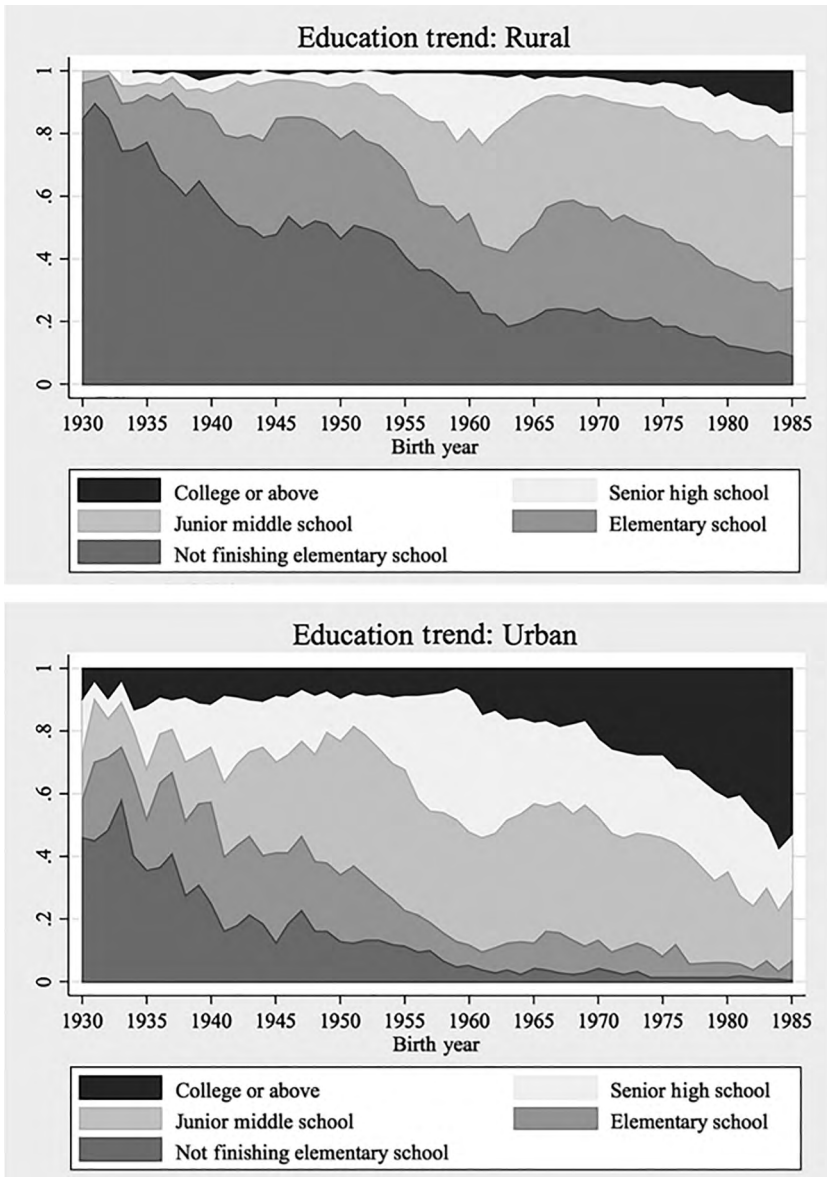 Education trend: Rural
1
.8
.6
.4
.2
0
1930 1935 1940 1945 1950 1955 1960 1965 1970 1975 1980 1985
Birth year
College or above Senior high school
Junior middle school Elementary school
Not finishing elementary school
Education trend: Urban
1
.8
.6
.4
.2
0
1930 1935 1940 1945 1950 1955 1960 1965 1970 1975 1980 1985
Birth year
College or above Senior high school
Junior middle school Elementary school
Not finishing elementary school